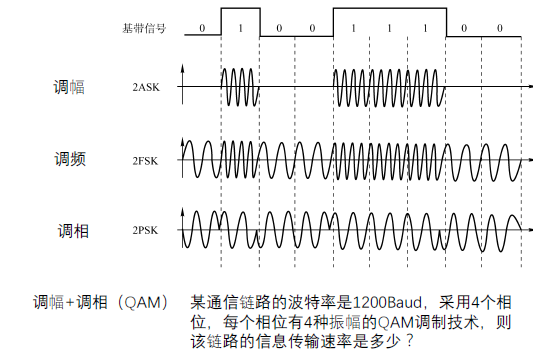 基带信号 0 1 0 0 1 1 1 0 0
调幅 2ASK
调频 2FSK
调相 2PSK
调幅+调相（QAM） 某通信链路的波特率是1200Baud，采用4个相
位，每个相位有4种振幅的QAM调制技术，则
该链路的信息传输速率是多少？